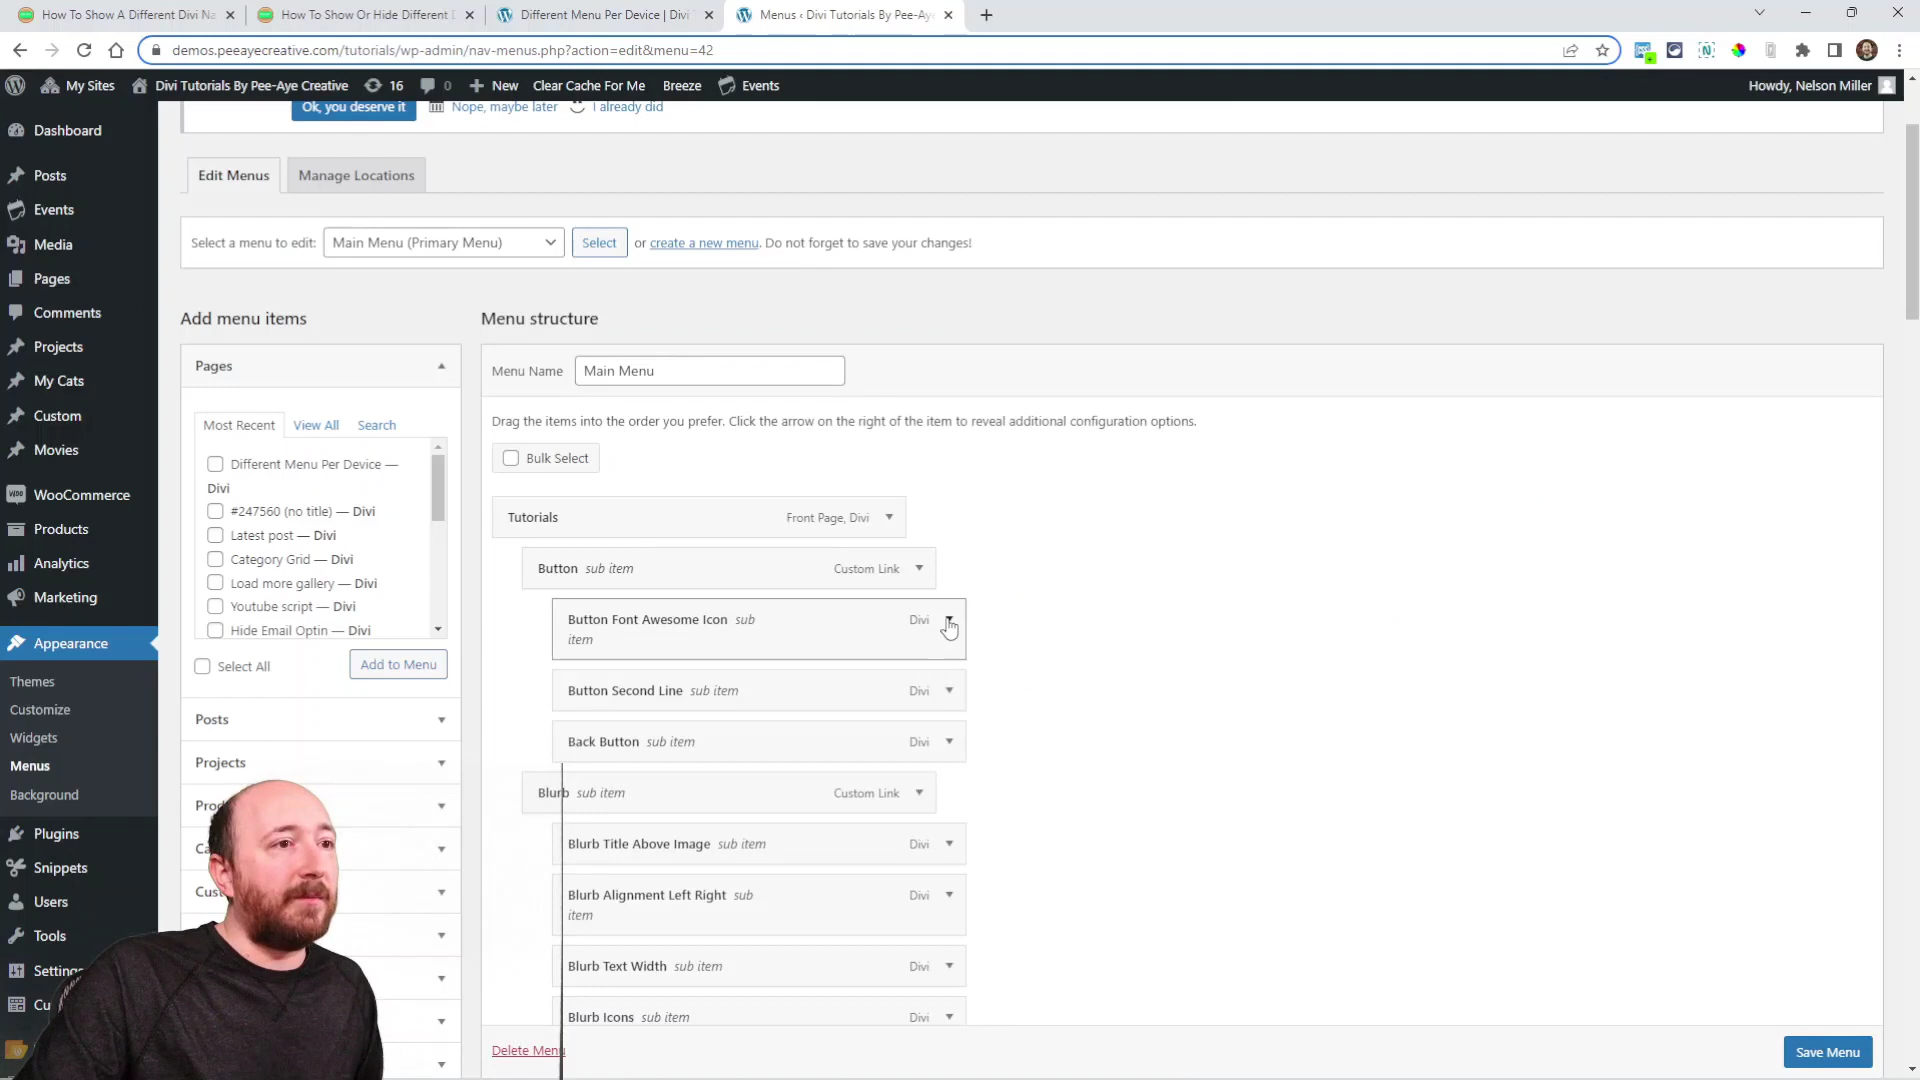 How To Show A Different Divi Na
How To Show Or Hide Different D
Different Menu Per Device | Divi T
Menus ‹ Divi Tutorials By Pee-Aye
demos.peeayecreative.com/tutorials/wp-admin/nav-menus.php?action=edit&menu=42
My Sites
Divi Tutorials By Pee-Aye Creative
16
0
New
Clear Cache For Me
Breeze
Events
Howdy, Nelson Miller
Ok, you deserve it
Nope, maybe later
I already did
Dashboard
Posts
Events
Media
Pages
Comments
Projects
My Cats
Custom
Movies
WooCommerce
Products
Analytics
Marketing
Appearance
Themes
Customize
Widgets
Menus
Background
Plugins
Snippets
Users
Tools
Setting
Cu
Edit Menus
Manage Locations
Select a menu to edit:
Main Menu (Primary Menu)
Select
or create a new menu. Do not forget to save your changes!
Add menu items
Pages
Most Recent
View All
Search
Different Menu Per Device —
Divi
#247560 (no title) — Divi
Latest post — Divi
Category Grid — Divi
Load more gallery — Divi
Youtube script — Divi
Hide Email Optin — Divi
Select All
Add to Menu
Posts
Projects
Proc
Ca
Cus
Menu structure
Menu Name
Main Menu
Drag the items into the order you prefer. Click the arrow on the right of the item to reveal additional configuration options.
Bulk Select
Tutorials
Front Page, Divi
Button sub item
Custom Link
Button Font Awesome Icon sub
item
Divi
Button Second Line sub item
Divi
Back Button sub item
Divi
Blurb sub item
Custom Link
Blurb Title Above Image sub item
Divi
Blurb Alignment Left Right sub
item
Divi
Blurb Text Width sub item
Divi
Blurb Icons sub item
Divi
Delete Menu
Save Menu